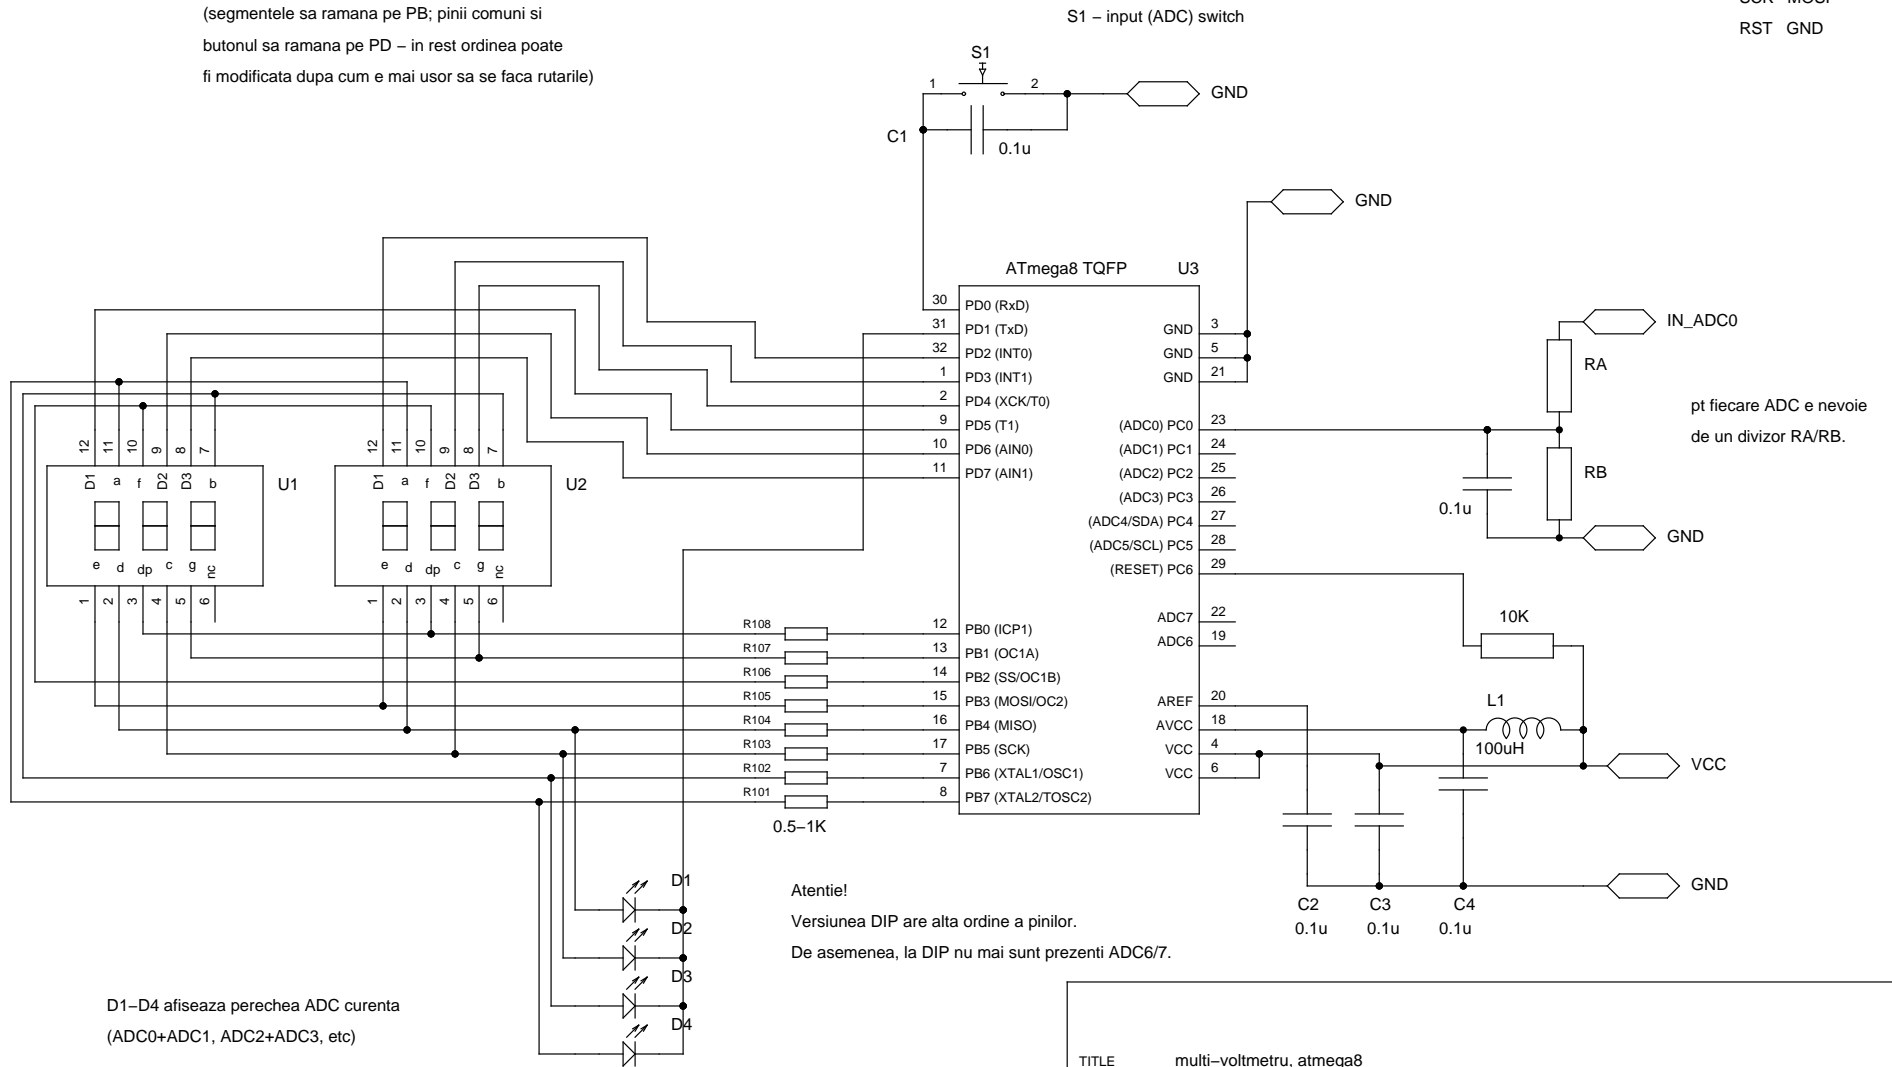 (segmentele sa ramana pe PB; pinii comuni si
butonul sa ramana pe PD – in rest ordinea poate
fi modificata dupa cum e mai usor sa se faca rutarile)
S1 – input (ADC) switch
RST GND
S1
1 2
GND
C1
0.1u
GND
ATmega8 TQFP U3
30 PD0 (RxD)
31 PD1 (TxD)
32 PD2 (INT0)
1 PD3 (INT1)
2 PD4 (XCK/T0)
9 PD5 (T1)
10 PD6 (AIN0)
11 PD7 (AIN1)
12 PB0 (ICP1)
13 PB1 (OC1A)
14 PB2 (SS/OC1B)
15 PB3 (MOSI/OC2)
16 PB4 (MISO)
17 PB5 (SCK)
7 PB6 (XTAL1/OSC1)
8 PB7 (XTAL2/TOSC2)
GND 3
GND 5
GND 21
(ADC0) PC0 23
(ADC1) PC1 24
(ADC2) PC2 25
(ADC3) PC3 26
(ADC4/SDA) PC4 27
(ADC5/SCL) PC5 28
(RESET) PC6 29
ADC7 22
ADC6 19
AREF 20
AVCC 18
VCC 4
VCC 6
IN_ADC0
RA
pt fiecare ADC e nevoie
de un divizor RA/RB.
RB
0.1u
GND
10K
L1
100uH
VCC
GND
C2 C3 C4
0.1u 0.1u 0.1u
12 11 10 9 8 7
D1 a f D2 D3 b
U1
e d dp c g nc
1 2 3 4 5 6
12 11 10 9 8 7
D1 a f D2 D3 b
U2
e d dp c g nc
1 2 3 4 5 6
R108
R107
R106
R105
R104
R103
R102
R101
0.5–1K
D1
D2
D3
D4
Atentie!
Versiunea DIP are alta ordine a pinilor.
De asemenea, la DIP nu mai sunt prezenti ADC6/7.
D1–D4 afiseaza perechea ADC curenta
(ADC0+ADC1, ADC2+ADC3, etc)
TITLE multi–voltmetru, atmega8